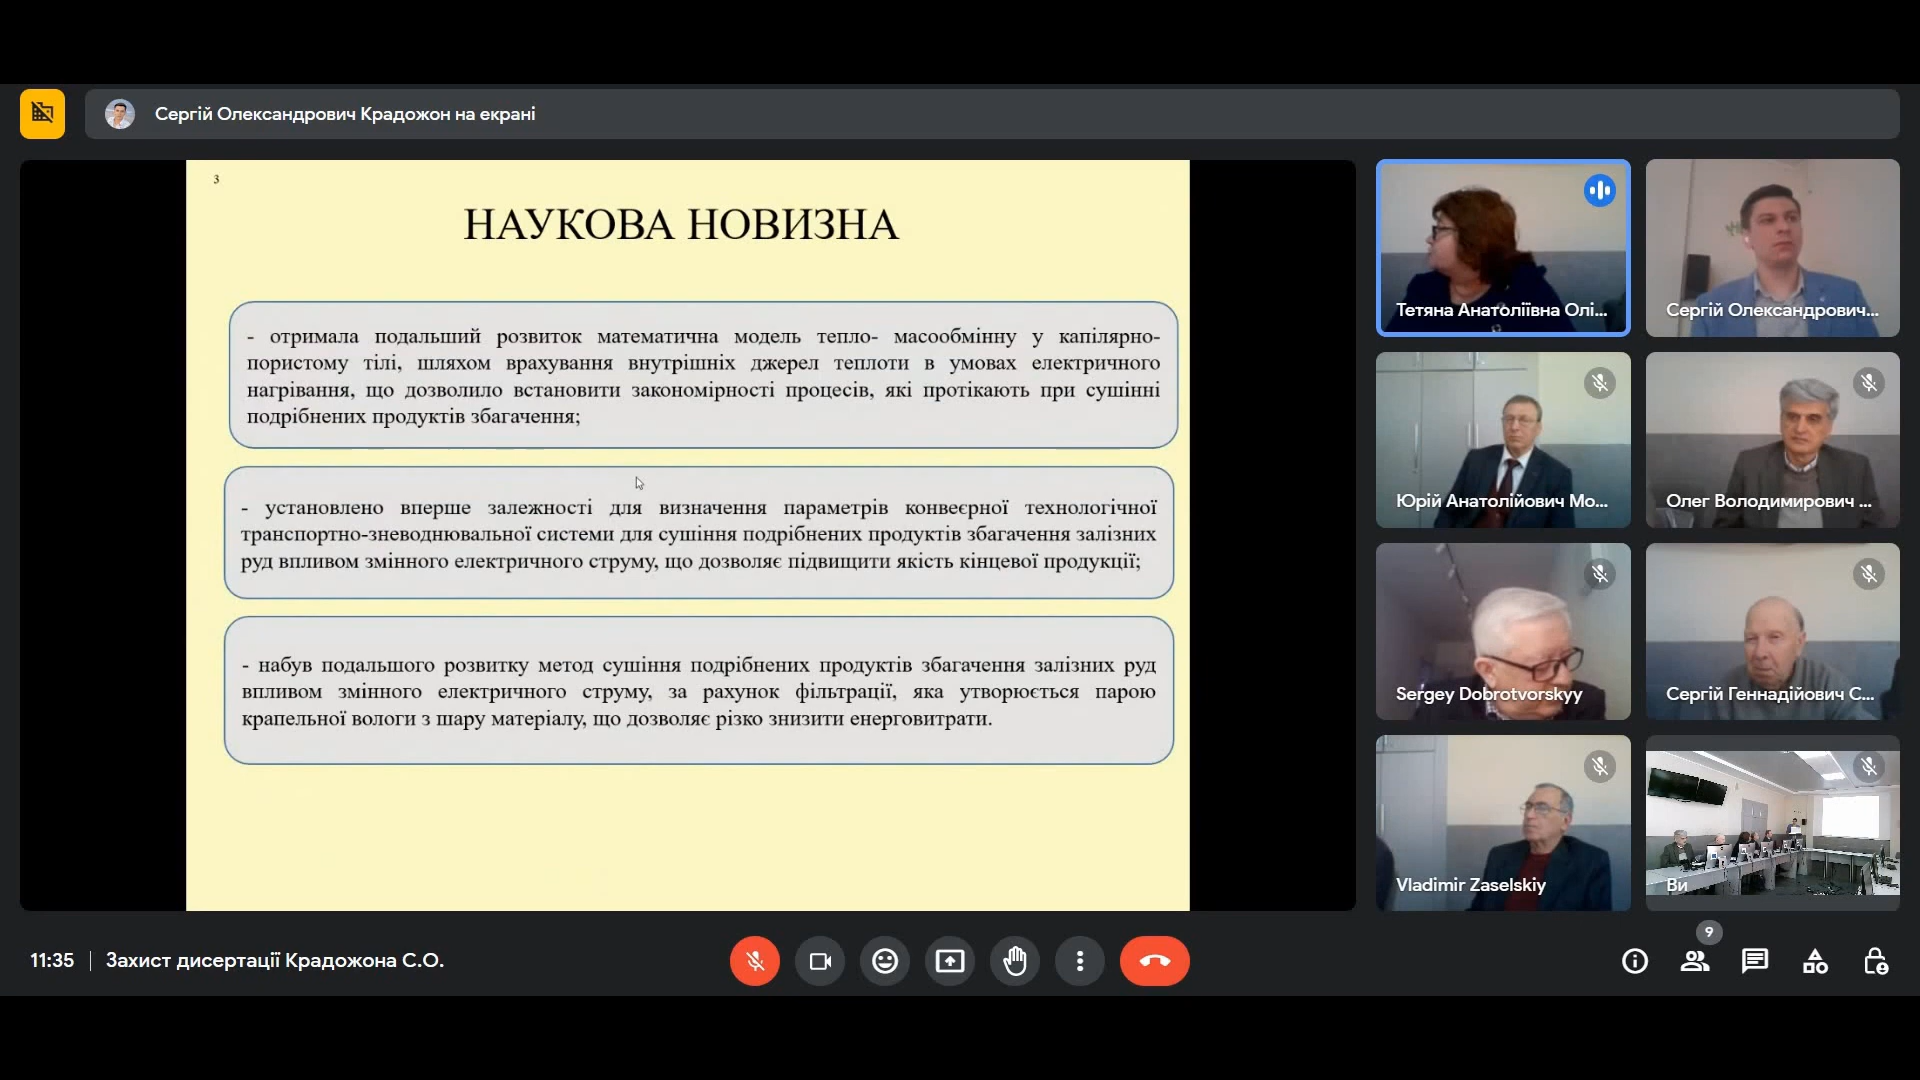 Сергій Олександрович Крадожон на екрані
3
НАУКОВА НОВИЗНА
- отримала подальший розвиток математична модель тепло- масообмінну у капілярно-
пористому тілі, шляхом врахування внутрішніх джерел теплоти в умовах електричного
нагрівання, що дозволило встановити закономірності процесів, які протікають при сушінні
подрібнених продуктів збагачення;
- установлено вперше залежності для визначення параметрів конвеєрної технологічної
транспортно-зневоднювальної системи для сушіння подрібнених продуктів збагачення залізних
руд впливом змінного електричного струму, що дозволяє підвищити якість кінцевої продукції;
- набув подальшого розвитку метод сушіння подрібнених продуктів збагачення залізних руд
впливом змінного електричного струму, за рахунок фільтрації, яка утворюється парою
крапельної вологи з шару матеріалу, що дозволяє різко знизити енерговитрати.
Тетяна Анатоліївна Олі...
Сергій Олександрович...
Юрій Анатолійович Мо...
Олег Володимирович ...
Sergey Dobrotvorskyy
Сергій Геннадійович С...
Vladimir Zaselskiy
Ви
11:35
Захист дисертації Крадожона С.О.
9